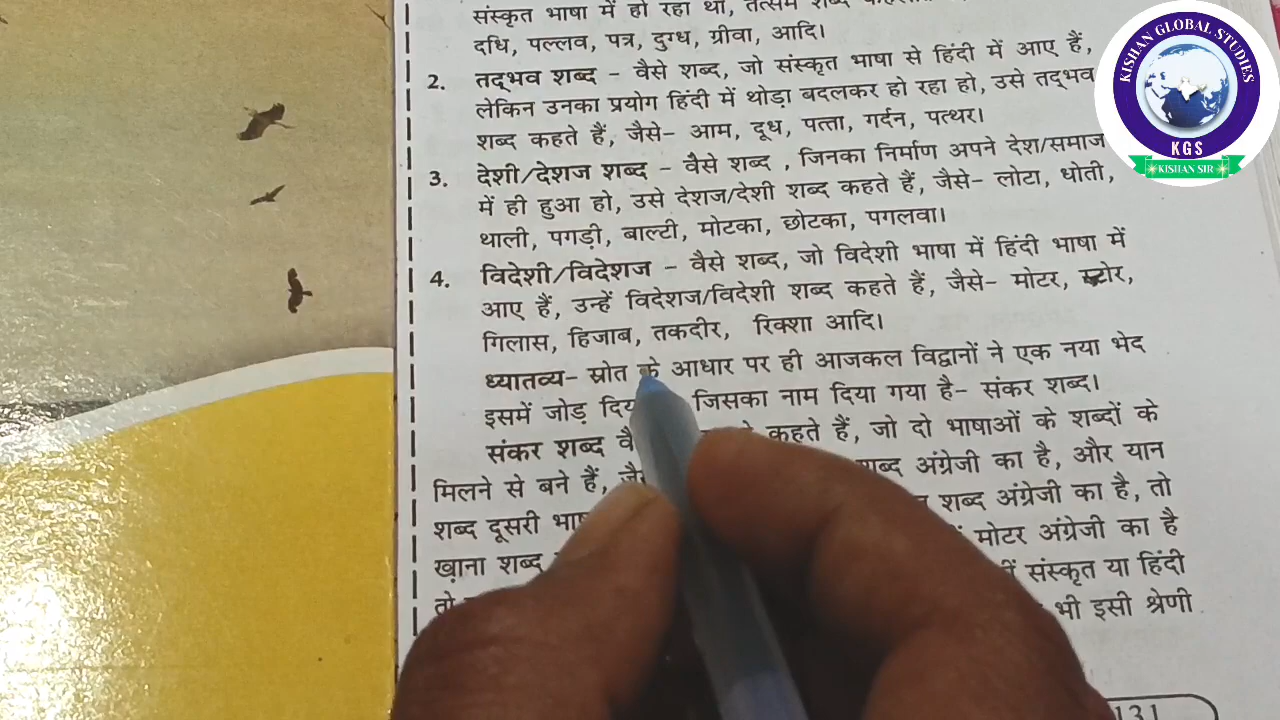 संस्कृत भाषा में हो रहा था, तत्सम शब्द
दधि, पल्लव, पत्र, दुग्ध, ग्रीवा, आदि।
2. तद्‌भव शब्द – वैसे शब्द, जो संस्कृत भाषा से हिंदी में आए हैं,
लेकिन उनका प्रयोग हिंदी में थोड़ा बदलकर हो रहा हो, उसे तद्‌भव
शब्द कहते हैं, जैसे– आम, दूध, पत्ता, गर्दन, पत्थर।
3. देशी/देशज शब्द – वैसे शब्द , जिनका निर्माण अपने देश/समाज
में ही हुआ हो, उसे देशज/देशी शब्द कहते हैं, जैसे– लोटा, धोती,
थाली, पगड़ी, बाल्टी, मोटका, छोटका, पगलवा।
4. विदेशी/विदेशज – वैसे शब्द, जो विदेशी भाषा में हिंदी भाषा में
आए हैं, उन्हें विदेशज/विदेशी शब्द कहते हैं, जैसे– मोटर, स्टोर,
गिलास, हिजाब, तकदीर, रिक्शा आदि।
ध्यातव्य– स्रोत के आधार पर ही आजकल विद्वानों ने एक नया भेद
इसमें जोड़ जिसका नाम दिया गया है– संकर शब्द।
संकर शब्द कहते हैं, जो दो भाषाओं के शब्दों के
मिलने से बने हैं, शब्द अंग्रेजी का है, और यान
शब्द दूसरी शब्द अंग्रेजी का है, तो
खा़ना शब्द मोटर अंग्रेजी का है
संस्कृत या हिंदी
भी इसी श्रेणी
131
KISHAN GLOBAL STUDIES
KGS
KISHAN SIR